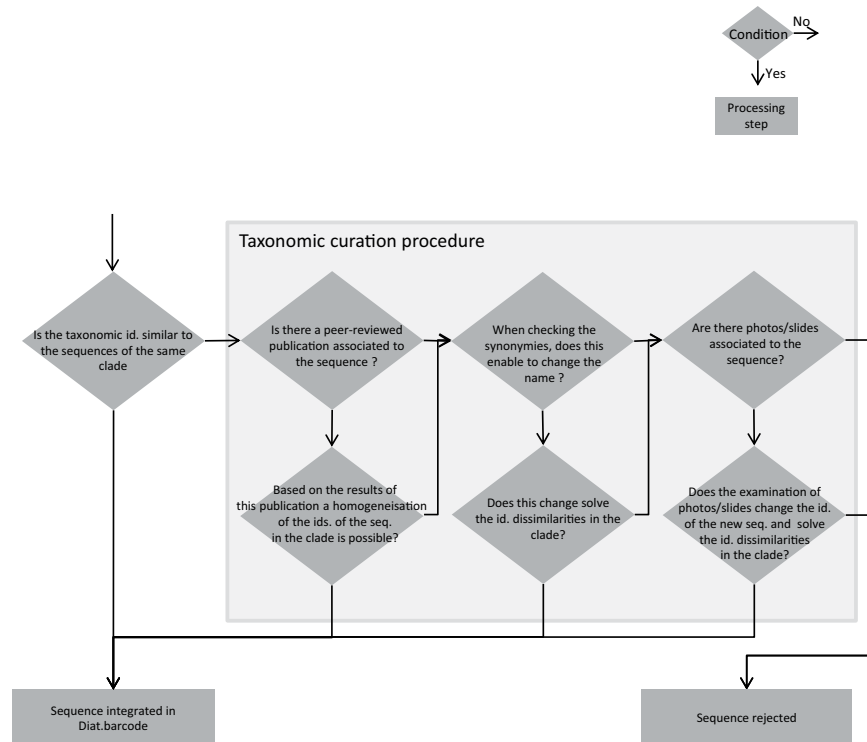 No
Condition
Yes
Processing
step
Taxonomic curation procedure
Is the taxonomic id. similar to
the sequences of the same
clade
Is there a peer-reviewed
publication associated to
the sequence ?
When checking the
synonymies, does this
enable to change the
name ?
Are there photos/slides
associated to the
sequence?
Based on the results of
this publication a homogeneisation
of the ids. of the seq.
in the clade is possible?
Does this change solve
the id. dissimilarities in the
clade?
Does the examination of
photos/slides change the id.
of the new seq. and solve
the id. dissimilarities
in the clade?
Sequence integrated in
Diat.barcode
Sequence rejected